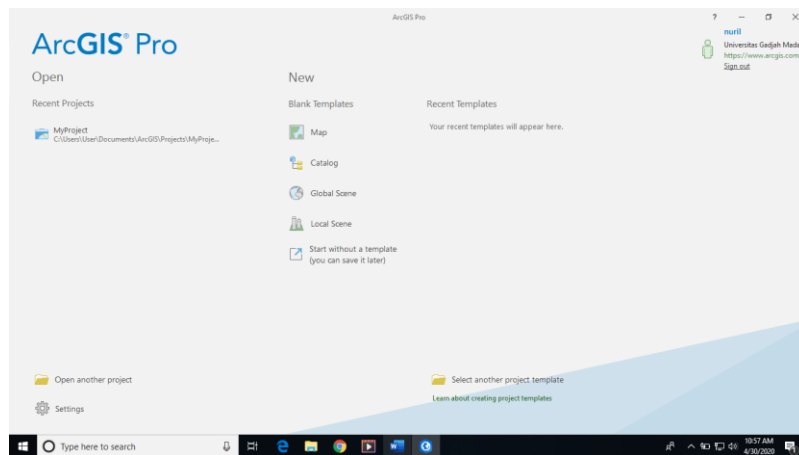 ArcGIS Pro
?
nuril
Universitas Gadjah Mada
https://www.arcgis.com
Sign out
ArcGIS® Pro
Open
Recent Projects
MyProject
C:\Users\User\Documents\ArcGIS\Projects\MyProje...
New
Blank Templates
Map
Catalog
Global Scene
Local Scene
Start without a template
(you can save it later)
Recent Templates
Your recent templates will appear here.
Open another project
Settings
Select another project template
Learn about creating project templates
Type here to search
10:57 AM
4/30/2020